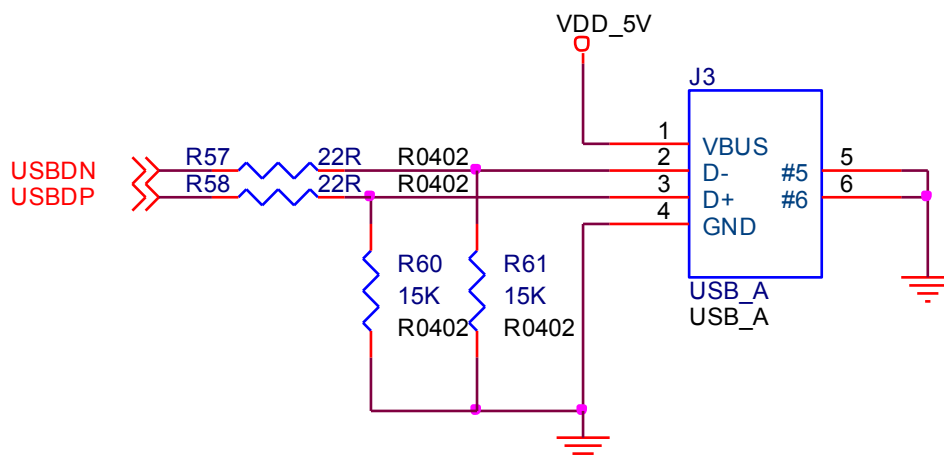 VDD_5V
J3
1 VBUS
USBDN R57 22R R0402 2 D- #5 5
USBDP R58 22R R0402 3 D+ #6 6
4 GND
R60 R61
15K 15K
R0402 R0402
USB_A
USB_A